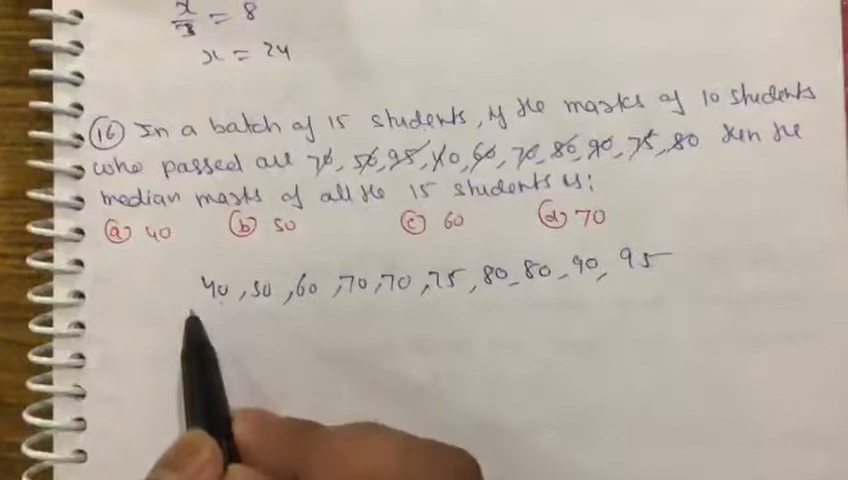 x/3 = 8
x = 24
16 In a batch of 15 students, if the marks of 10 students
who passed are 70, 50, 95, 40, 60, 70, 80, 90, 75, 80 then the
median marks of all the 15 students is:
(a) 40 (b) 50 (c) 60 (d) 70
40, 50, 60, 70, 70, 75, 80, 80, 90, 95